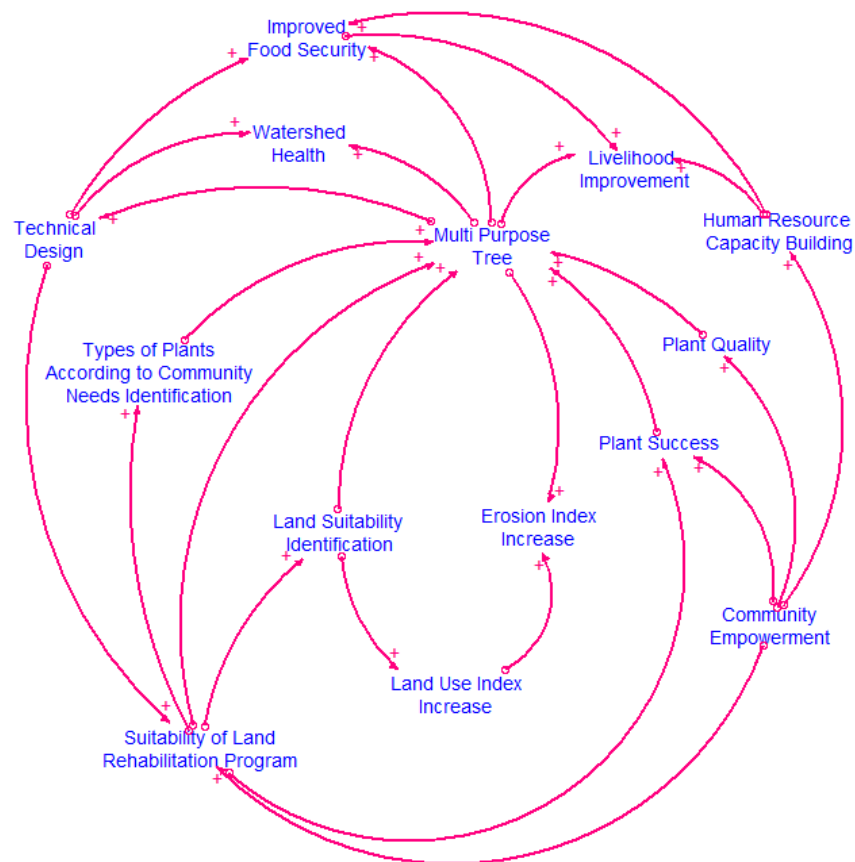 Improved
Food Security
Watershed
Health
Livelihood
Improvement
Technical
Design
Multi Purpose
Tree
Human Resource
Capacity Building
Types of Plants
According to Community
Needs Identification
Plant Quality
Plant Success
Land Suitability
Identification
Erosion Index
Increase
Community
Empowerment
Land Use Index
Increase
Suitability of Land
Rehabilitation Program